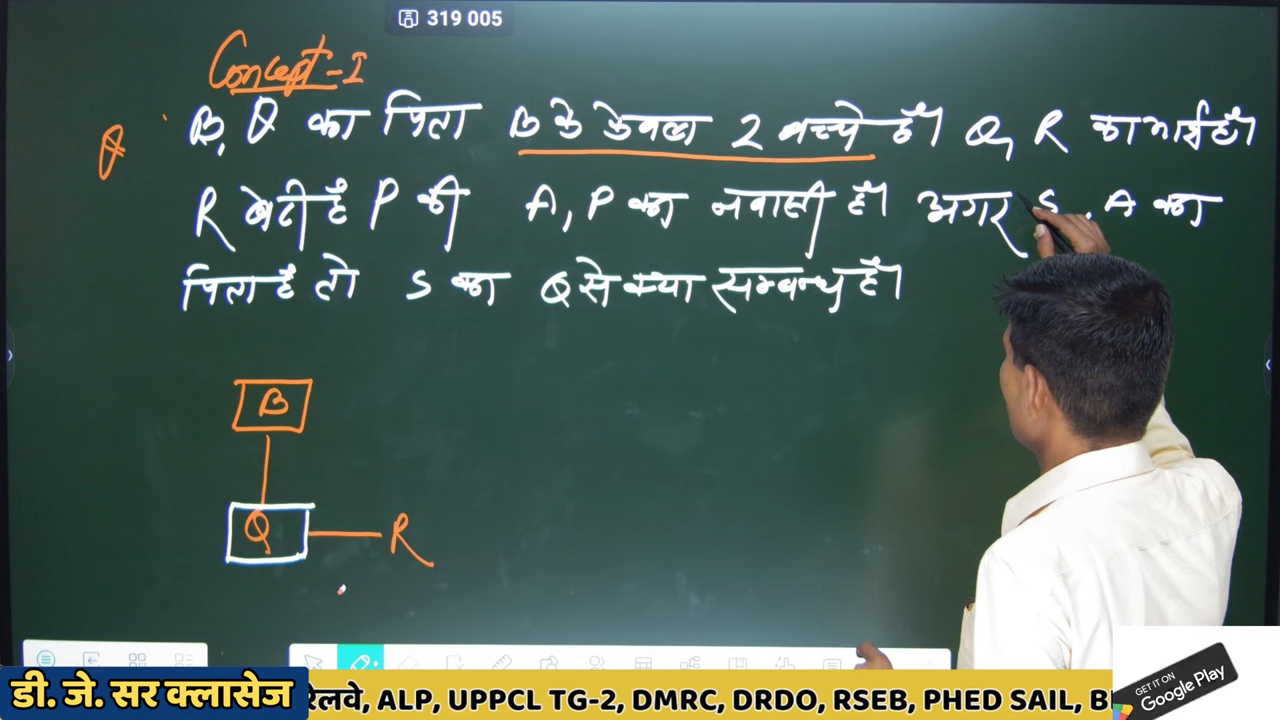 319 005
Concept-I
Q B, Q का पिता B के केवल 2 बच्चे हैं। Q, R का भाई है।
R बेटी है P की A, P का नवासी है। अगर S, A का
पिता है तो S का Q से क्या सम्बन्ध है।
B
Q R
डी. जे. सर क्लासेज रेलवे, ALP, UPPCL TG-2, DMRC, DRDO, RSEB, PHED SAIL, B
GET IT ON
Google Play